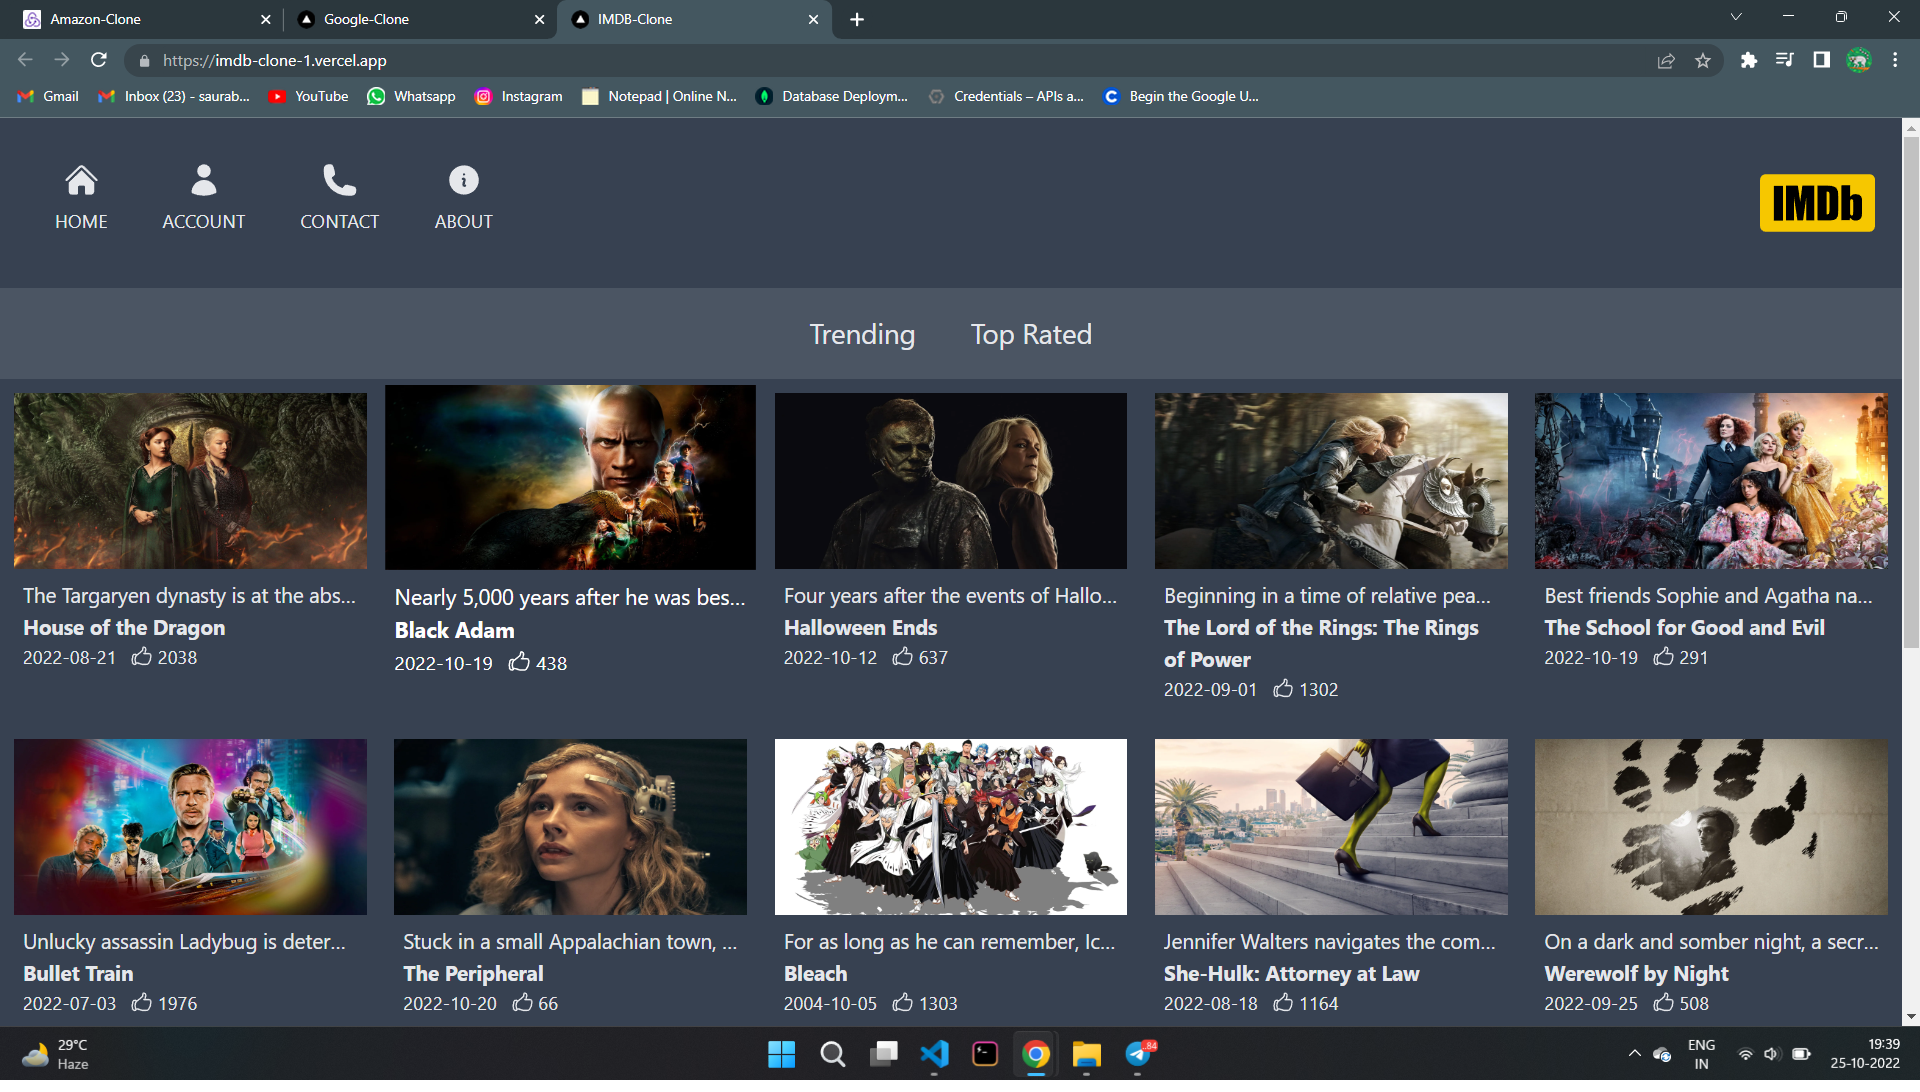 Amazon-Clone
Google-Clone
IMDB-Clone
https://imdb-clone-1.vercel.app
Gmail
Inbox (23) - saurab...
YouTube
Whatsapp
Instagram
Notepad | Online N...
Database Deploym...
Credentials – APIs a...
Begin the Google U...
HOME
ACCOUNT
CONTACT
ABOUT
IMDb
Trending
Top Rated
The Targaryen dynasty is at the abs...
House of the Dragon
2022-08-21 2038
Nearly 5,000 years after he was bes...
Black Adam
2022-10-19 438
Four years after the events of Hallo...
Halloween Ends
2022-10-12 637
Beginning in a time of relative pea...
The Lord of the Rings: The Rings
of Power
2022-09-01 1302
Best friends Sophie and Agatha na...
The School for Good and Evil
2022-10-19 291
Unlucky assassin Ladybug is deter...
Bullet Train
2022-07-03 1976
Stuck in a small Appalachian town, ...
The Peripheral
2022-10-20 66
For as long as he can remember, Ic...
Bleach
2004-10-05 1303
Jennifer Walters navigates the com...
She-Hulk: Attorney at Law
2022-08-18 1164
On a dark and somber night, a secr...
Werewolf by Night
2022-09-25 508
29°C
Haze
84
ENG
IN
19:39
25-10-2022